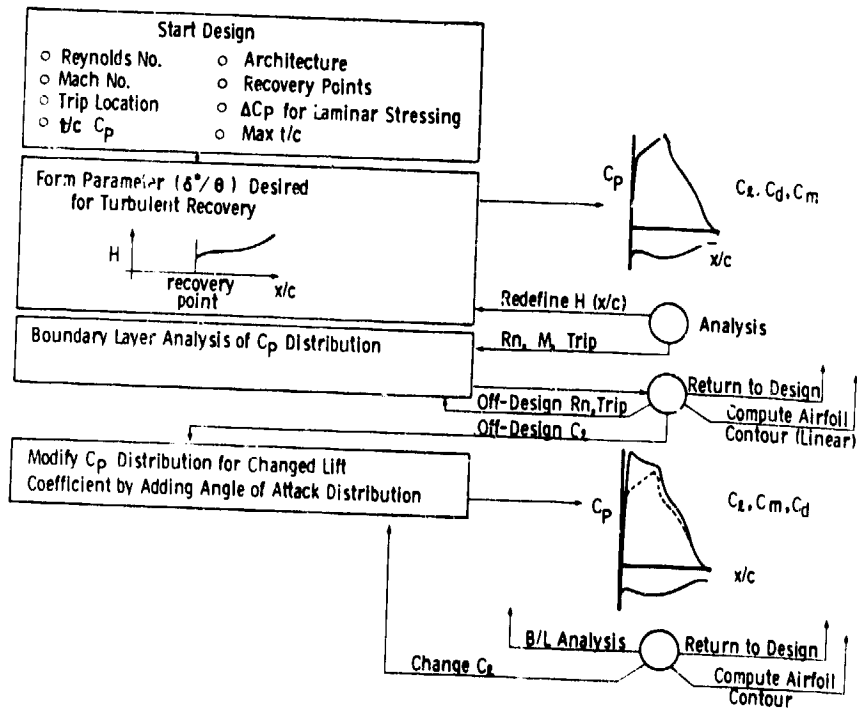 Start Design
○ Reynolds No.
○ Mach No.
○ Trip Location
○ t/c Cp
○ Architecture
○ Recovery Points
○ ΔCp for Laminar Stressing
○ Max t/c
Form Parameter (δ*/θ) Desired
for Turbulent Recovery
H
recovery
point
x/c
Cp
x/c
Cℓ, Cd, Cm
Redefine H (x/c)
Analysis
Rn, M, Trip
Boundary Layer Analysis of Cp Distribution
Return to Design
Off-Design Rn, Trip
Compute Airfoil
Contour (Linear)
Off-Design Cℓ
Modify Cp Distribution for Changed Lift
Coefficient by Adding Angle of Attack Distribution
Cp
x/c
Cℓ, Cm, Cd
B/L Analysis
Return to Design
Change Cℓ
Compute Airfoil
Contour